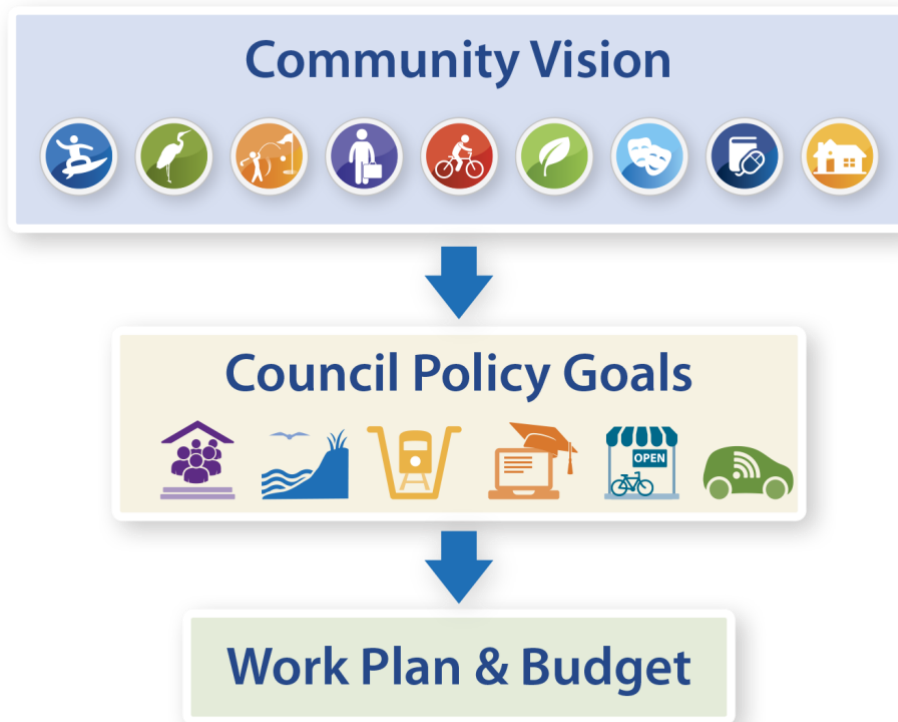 Community Vision
Council Policy Goals
OPEN
Work Plan & Budget